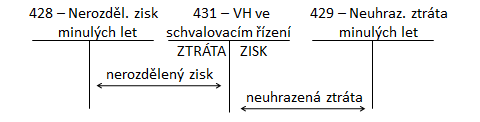 428 – Nerozděl. zisk
minulých let
431 – VH ve
schvalovacím řízení
429 – Neuhraz. ztráta
minulých let
ZTRÁTA ZISK
nerozdělený zisk
neuhrazená ztráta